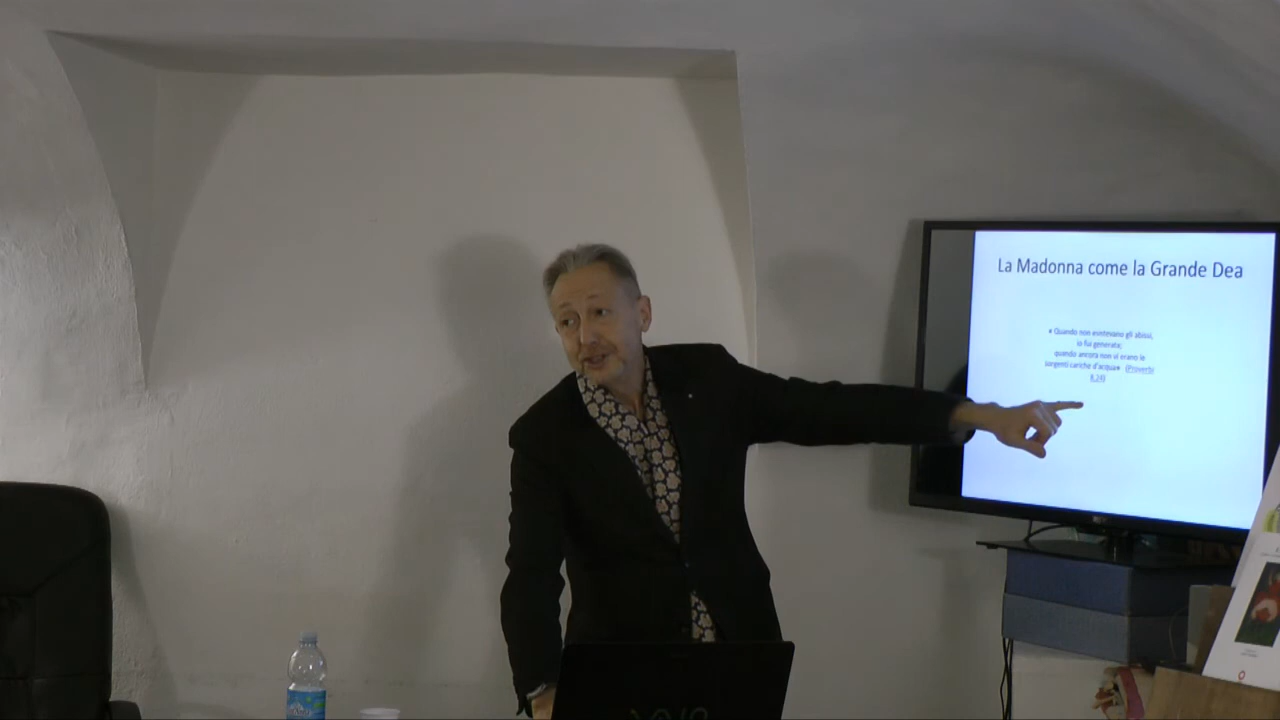 La Madonna come la Grande Dea
« Quando non esistevano gli abissi,
io fui generata;
quando ancora non vi erano le
sorgenti cariche d'acqua» (Proverbi
8,24)
VAIO